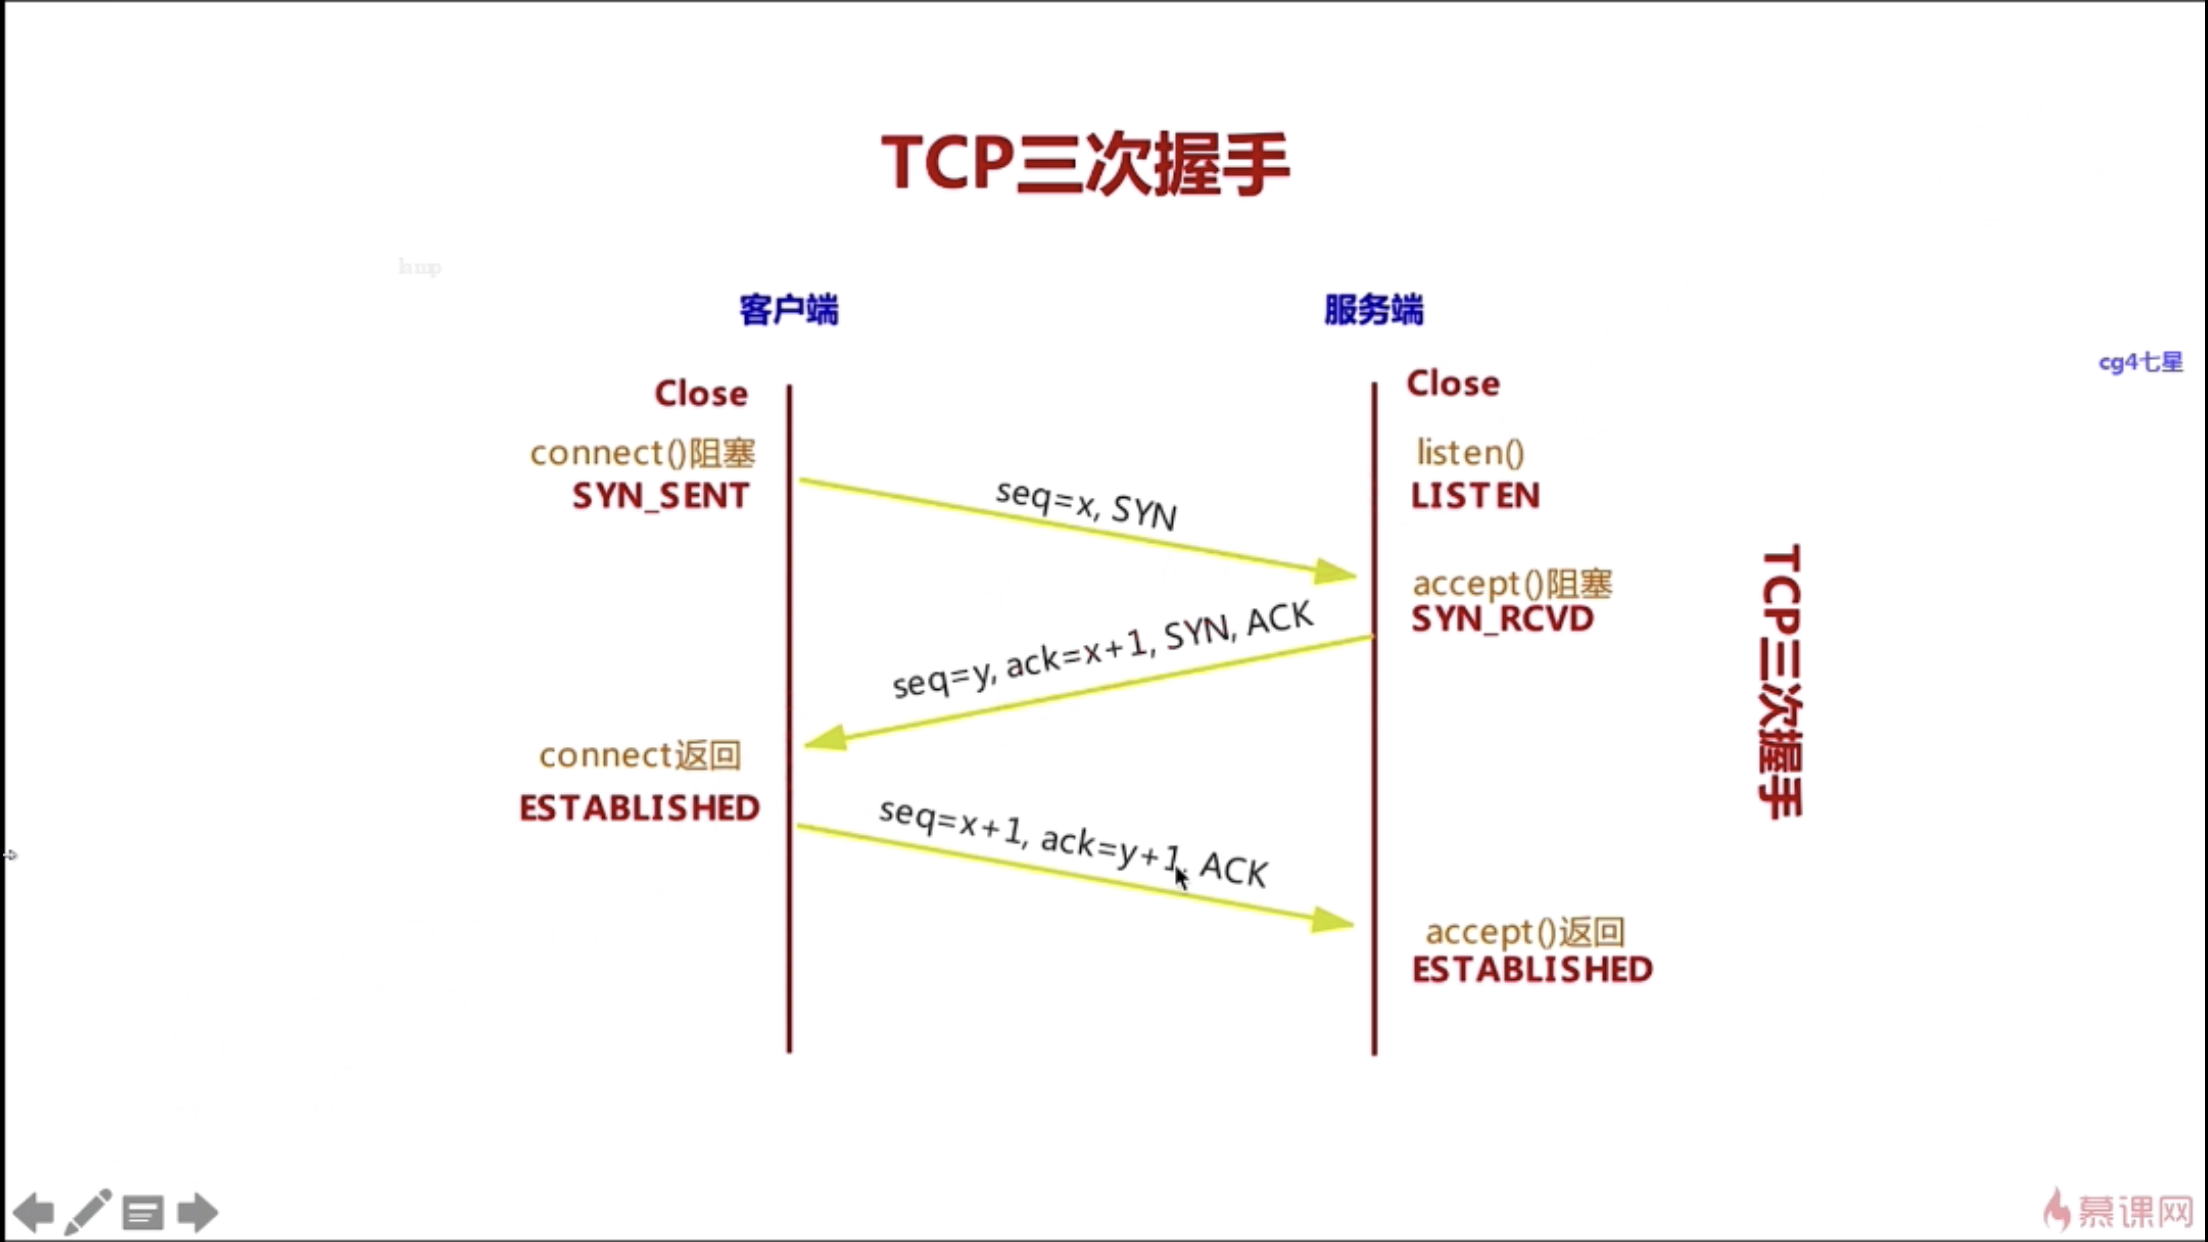 TCP三次握手
lamp
客户端
服务端
cg4七星
Close
Close
connect()阻塞
listen()
SYN_SENT
LISTEN
seq=x, SYN
accept()阻塞
SYN_RCVD
seq=y, ack=x+1, SYN, ACK
TCP三次握手
connect返回
ESTABLISHED
seq=x+1, ack=y+1, ACK
accept()返回
ESTABLISHED
慕课网